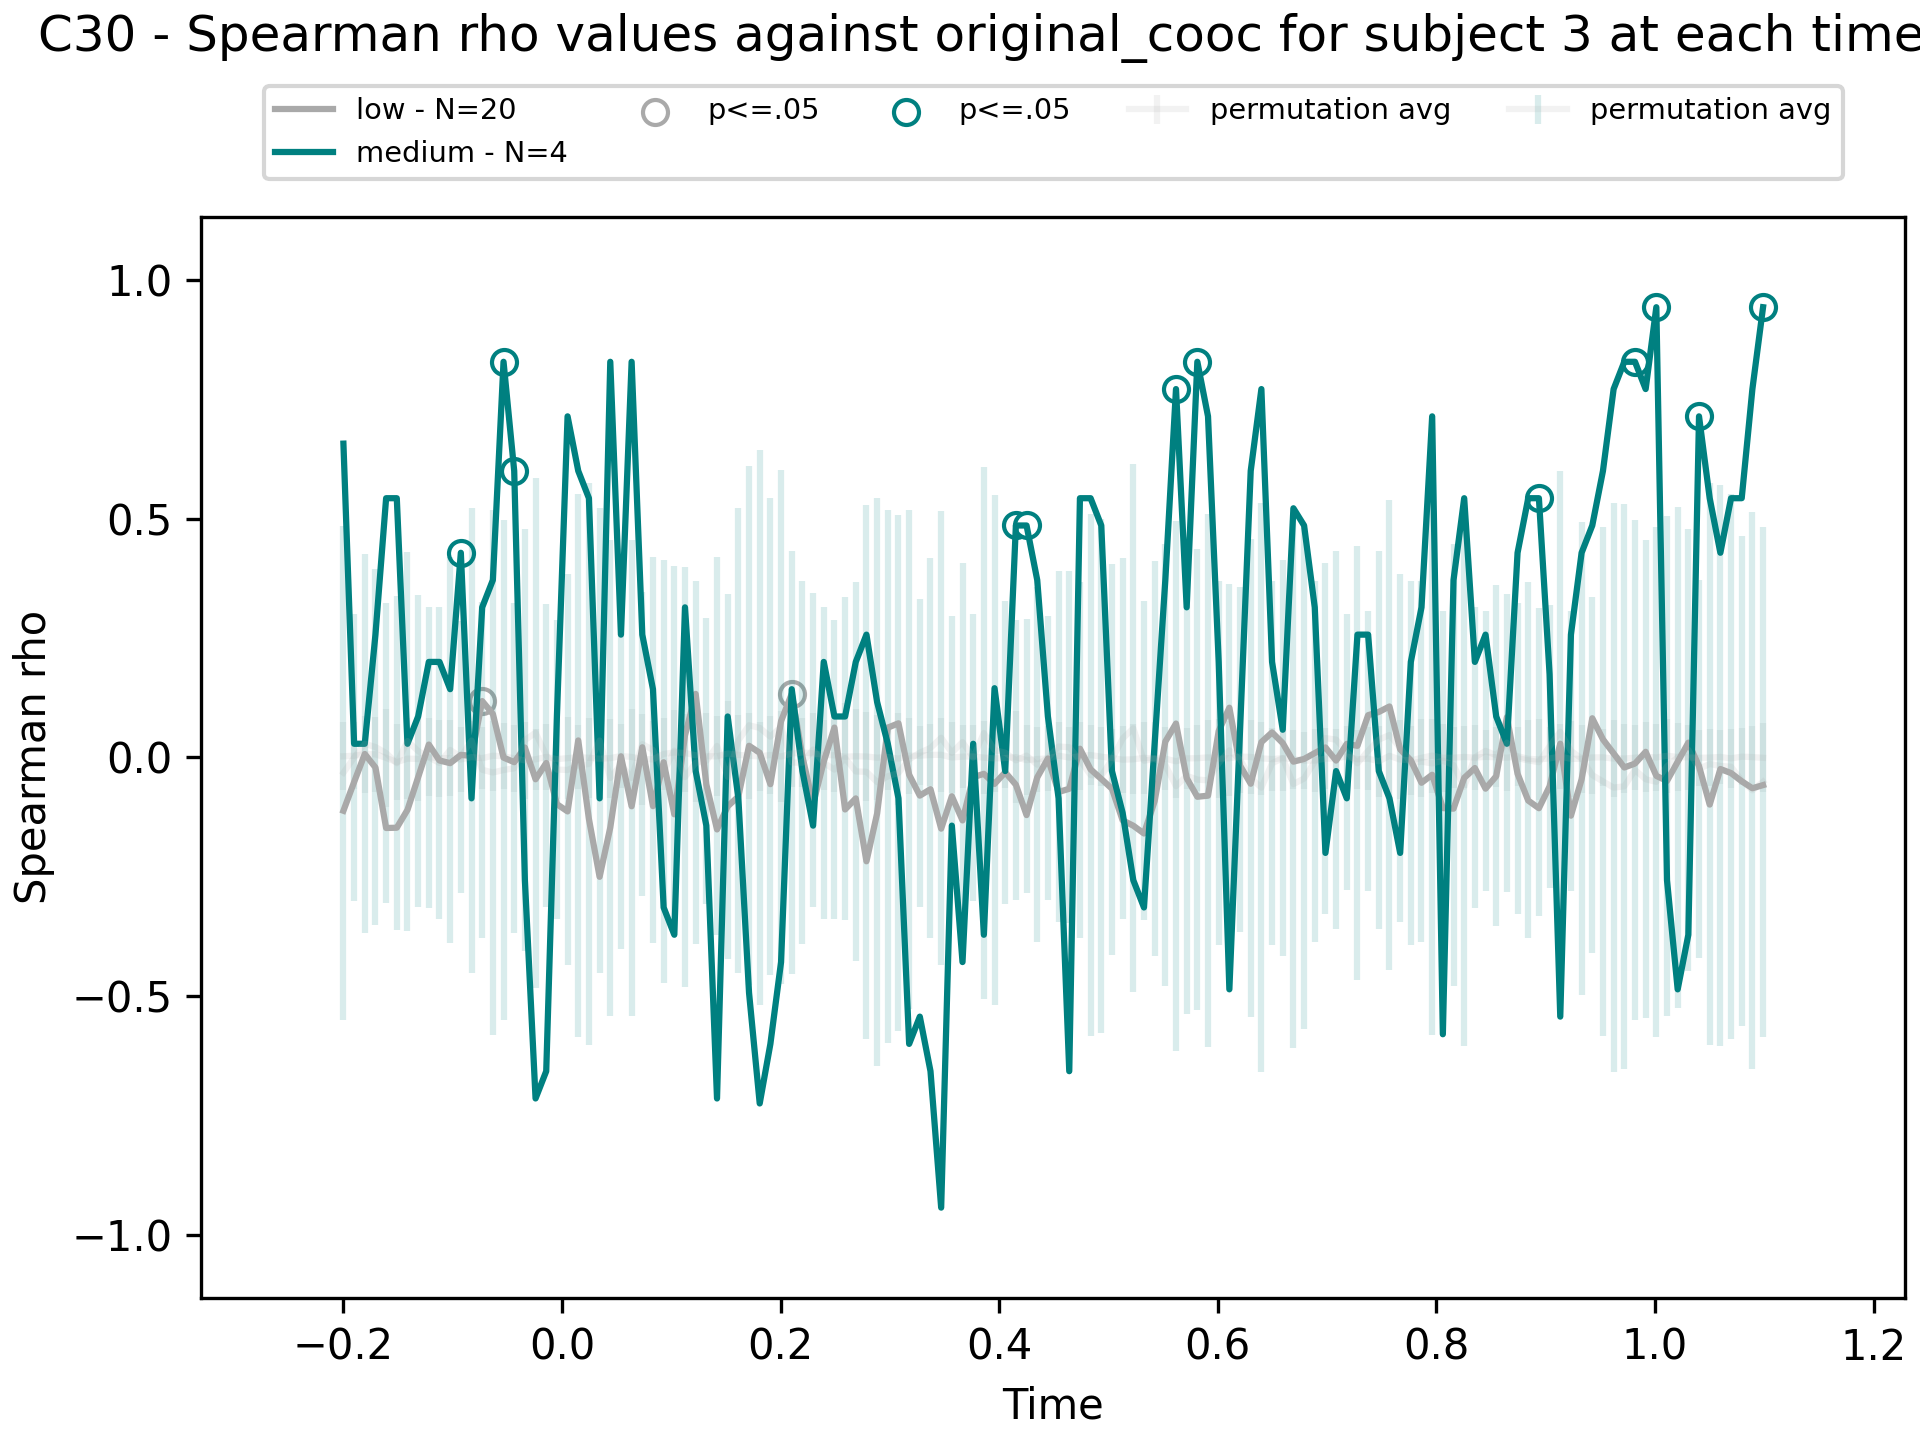 C30 - Spearman rho values against original_cooc for subject 3 at each time
low - N=20 p<=.05 p<=.05 permutation avg permutation avg
medium - N=4
1.0
0.5
0.0
−0.5
−1.0
Spearman rho
−0.2 0.0 0.2 0.4 0.6 0.8 1.0 1.2
Time